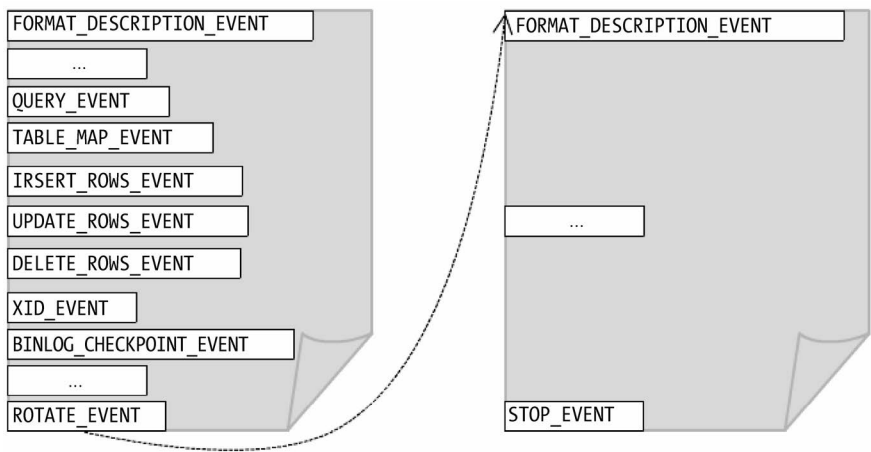 FORMAT_DESCRIPTION_EVENT
...
QUERY_EVENT
TABLE_MAP_EVENT
IRSERT_ROWS_EVENT
UPDATE_ROWS_EVENT
DELETE_ROWS_EVENT
XID_EVENT
BINLOG_CHECKPOINT_EVENT
...
ROTATE_EVENT
FORMAT_DESCRIPTION_EVENT
...
STOP_EVENT